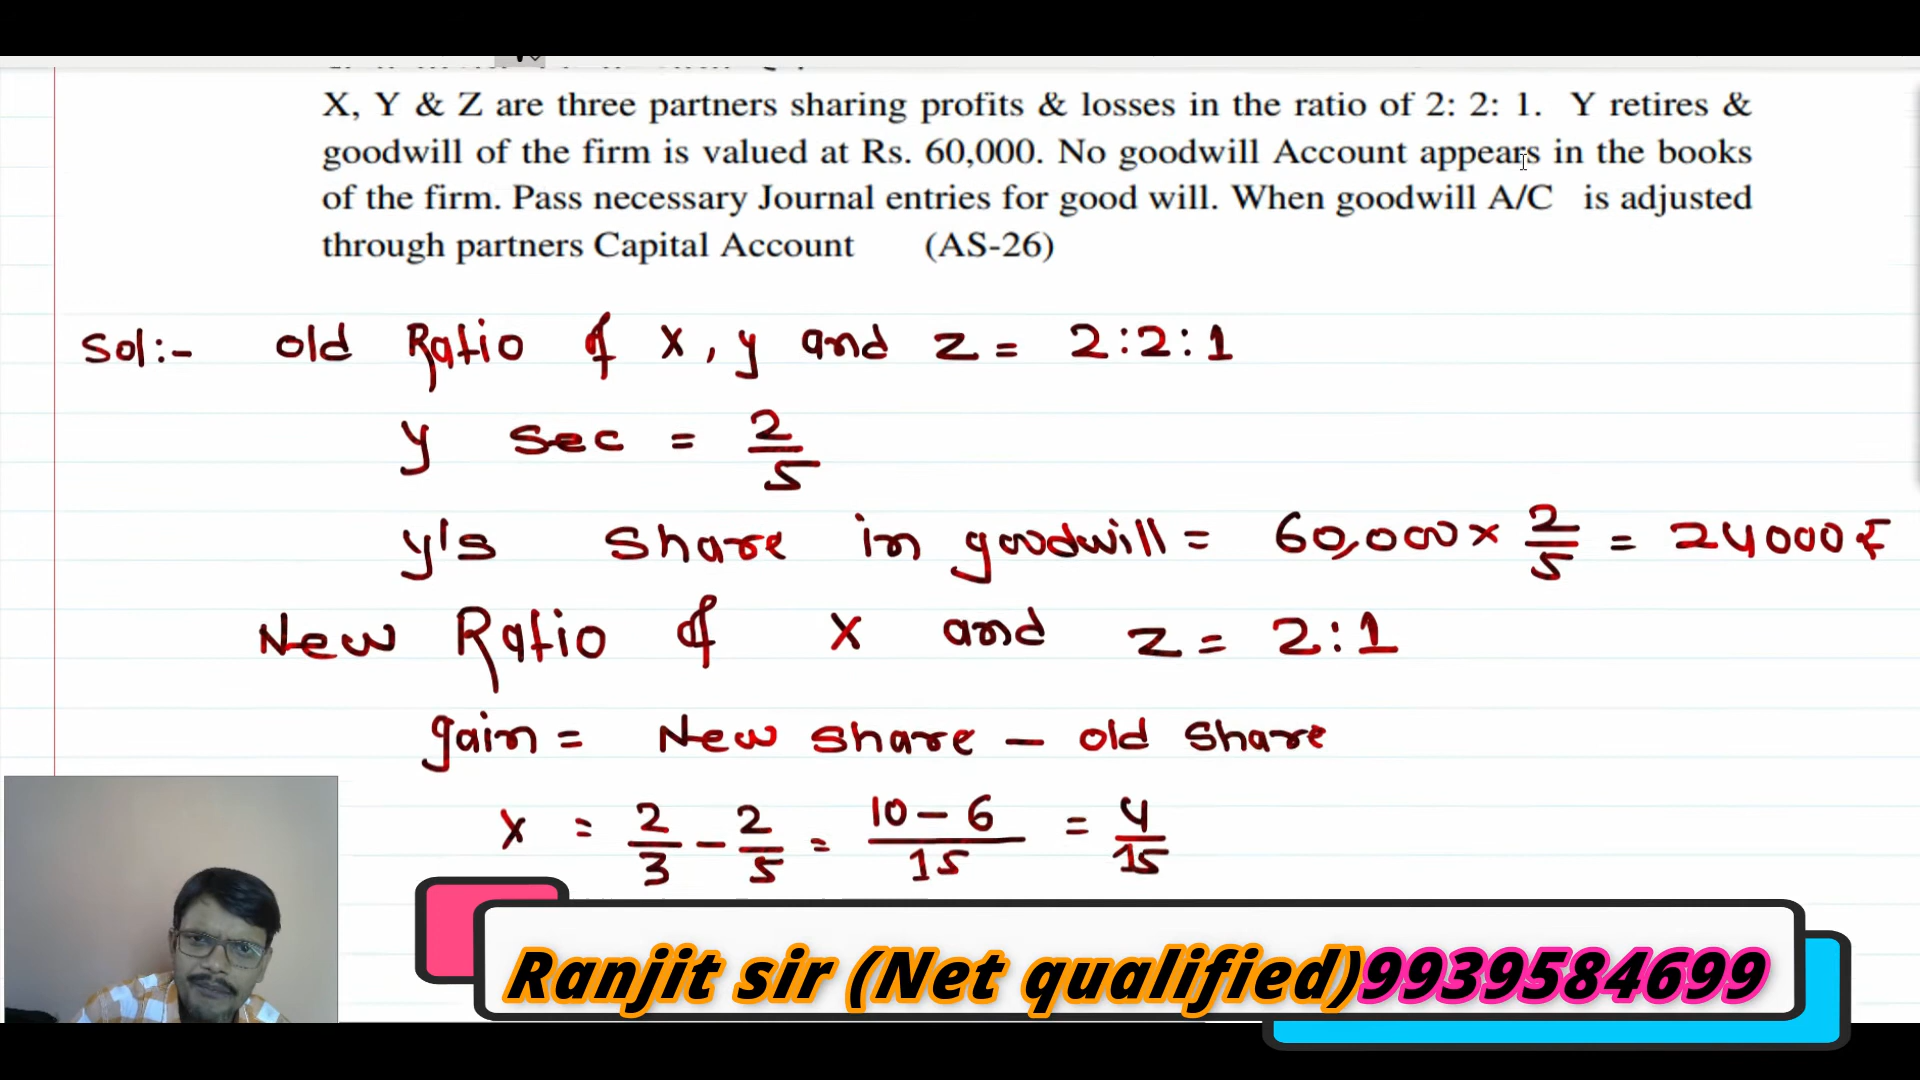 X, Y & Z are three partners sharing profits & losses in the ratio of 2: 2: 1. Y retires &
goodwill of the firm is valued at Rs. 60,000. No goodwill Account appears in the books
of the firm. Pass necessary Journal entries for good will. When goodwill A/C is adjusted
through partners Capital Account (AS-26)
Sol:- old Ratio of X, y and Z = 2:2:1
y sec = 2/5
y's share in goodwill = 60,000 x 2/5 = 24000₹
New Ratio of X and Z = 2:1
gain = New share - old share
X = 2/3 - 2/5 = 10-6/15 = 4/15
Ranjit sir (Net qualified)9939584699